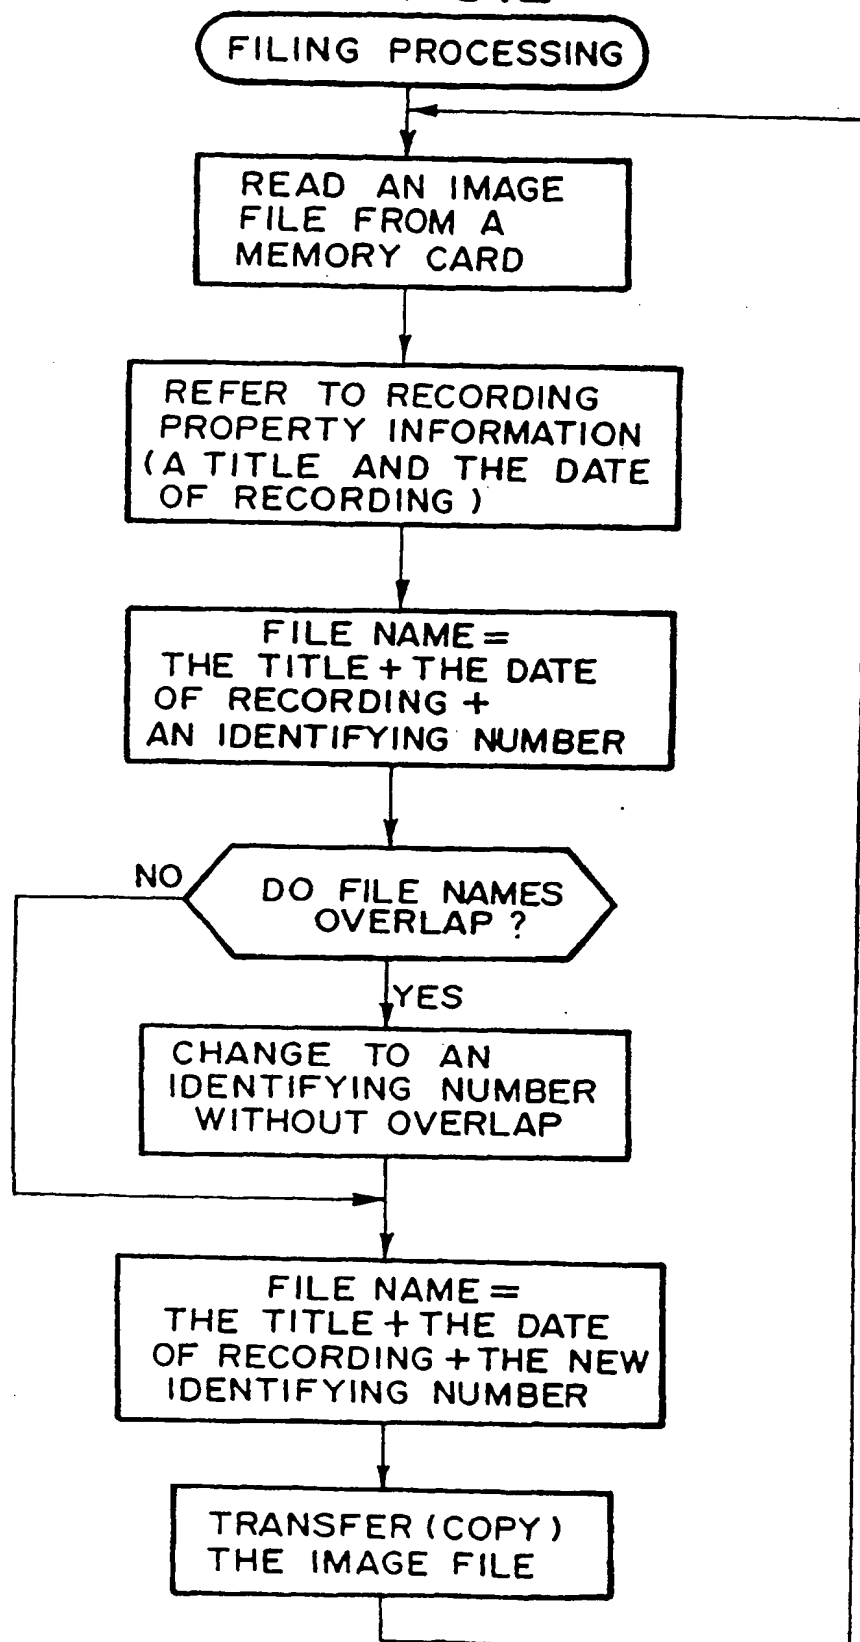 FILING PROCESSING
READ AN IMAGE
FILE FROM A
MEMORY CARD
REFER TO RECORDING
PROPERTY INFORMATION
(A TITLE AND THE DATE
OF RECORDING)
FILE NAME=
THE TITLE+THE DATE
OF RECORDING+
AN IDENTIFYING NUMBER
NO
DO FILE NAMES
OVERLAP?
YES
CHANGE TO AN
IDENTIFYING NUMBER
WITHOUT OVERLAP
FILE NAME=
THE TITLE+THE DATE
OF RECORDING+THE NEW
IDENTIFYING NUMBER
TRANSFER(COPY)
THE IMAGE FILE